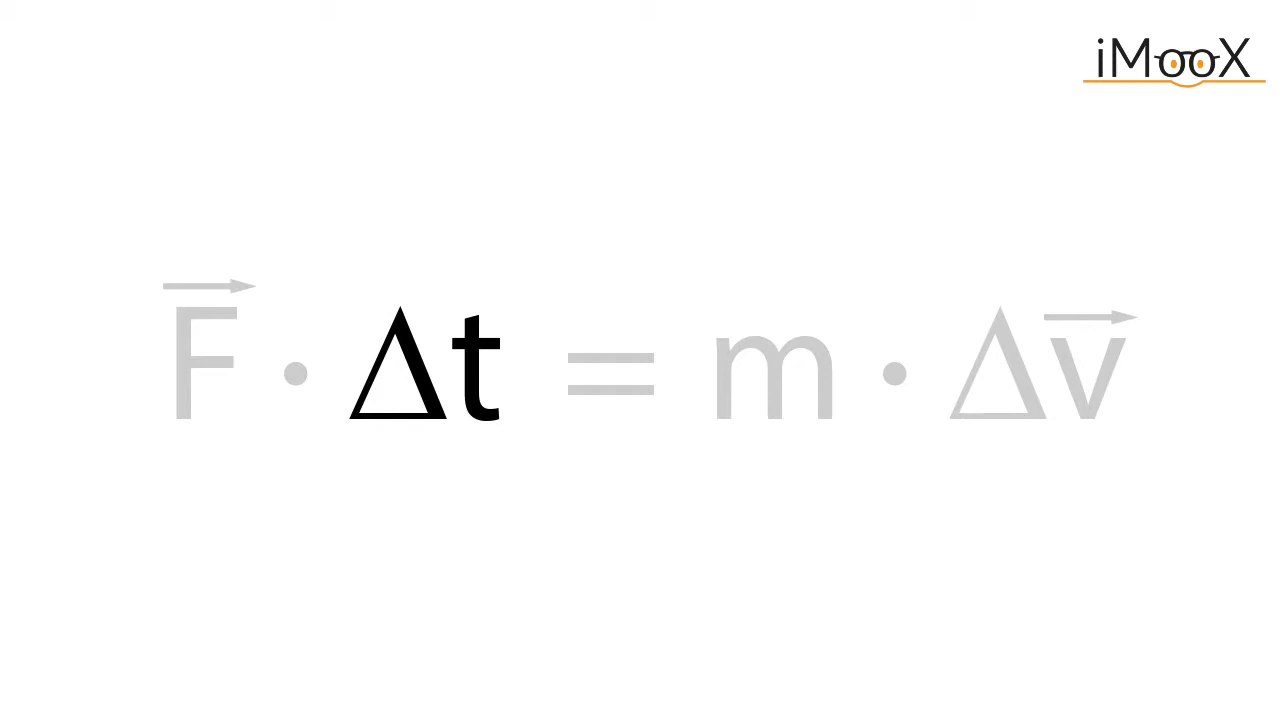 iMooX
F⃗ · Δt = m · Δv⃗